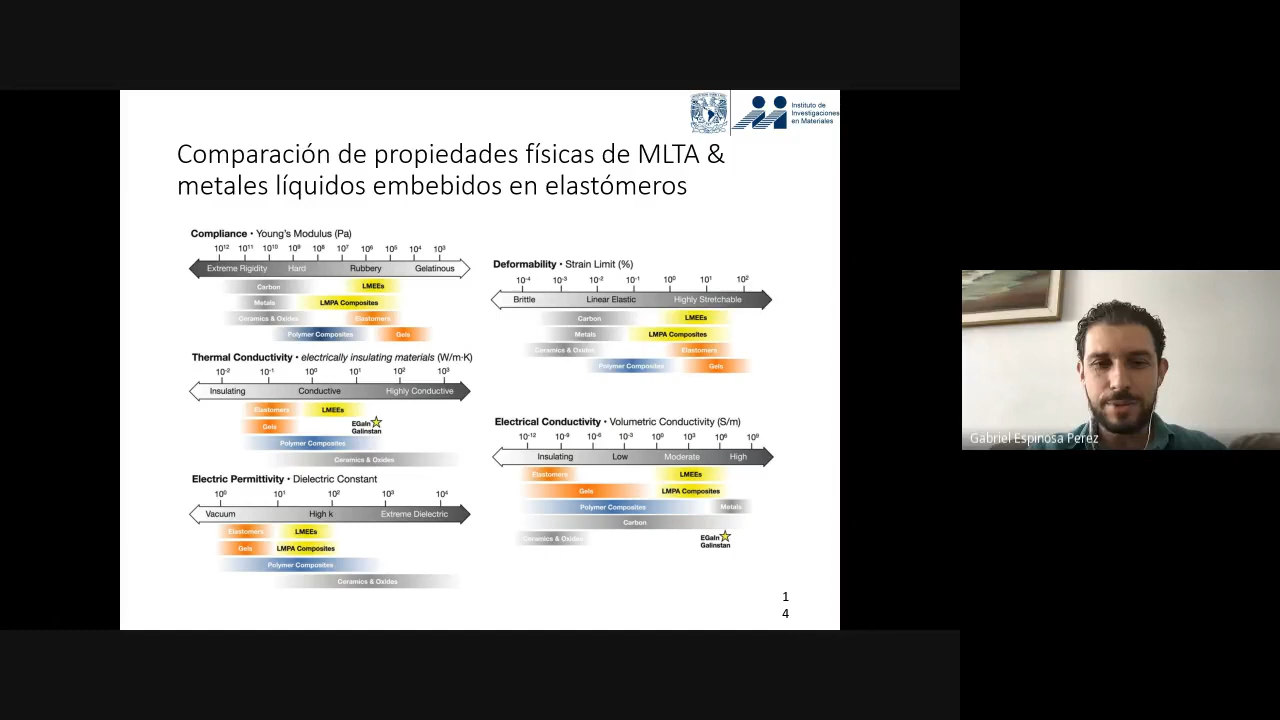 Instituto de
Investigaciones
en Materiales
Comparación de propiedades físicas de MLTA &
metales líquidos embebidos en elastómeros
Compliance • Young's Modulus (Pa)
10¹² 10¹¹ 10¹⁰ 10⁹ 10⁸ 10⁷ 10⁶ 10⁵ 10⁴ 10³
Extreme Rigidity Hard Rubbery Gelatinous
Carbon LMEEs
Metals LMPA Composites
Ceramics & Oxides Elastomers
Polymer Composites Gels
Thermal Conductivity • electrically insulating materials (W/m·K)
10⁻² 10⁻¹ 10⁰ 10¹ 10² 10³
Insulating Conductive Highly Conductive
Elastomers LMEEs
Gels EGaIn
Galinstan
Polymer Composites
Ceramics & Oxides
Electric Permittivity • Dielectric Constant
10⁰ 10¹ 10² 10³ 10⁴
Vacuum High k Extreme Dielectric
Elastomers LMEEs
Gels LMPA Composites
Polymer Composites
Ceramics & Oxides
Deformability • Strain Limit (%)
10⁻⁴ 10⁻³ 10⁻² 10⁻¹ 10⁰ 10¹ 10²
Brittle Linear Elastic Highly Stretchable
Carbon LMEEs
Metals LMPA Composites
Ceramics & Oxides Elastomers
Polymer Composites Gels
Electrical Conductivity • Volumetric Conductivity (S/m)
10⁻¹² 10⁻⁹ 10⁻⁶ 10⁻³ 10⁰ 10³ 10⁶ 10⁹
Insulating Low Moderate High
Elastomers LMEEs
Gels LMPA Composites
Polymer Composites Metals
Carbon
Ceramics & Oxides EGaIn
Galinstan
1
4
Gabriel Espinosa Perez